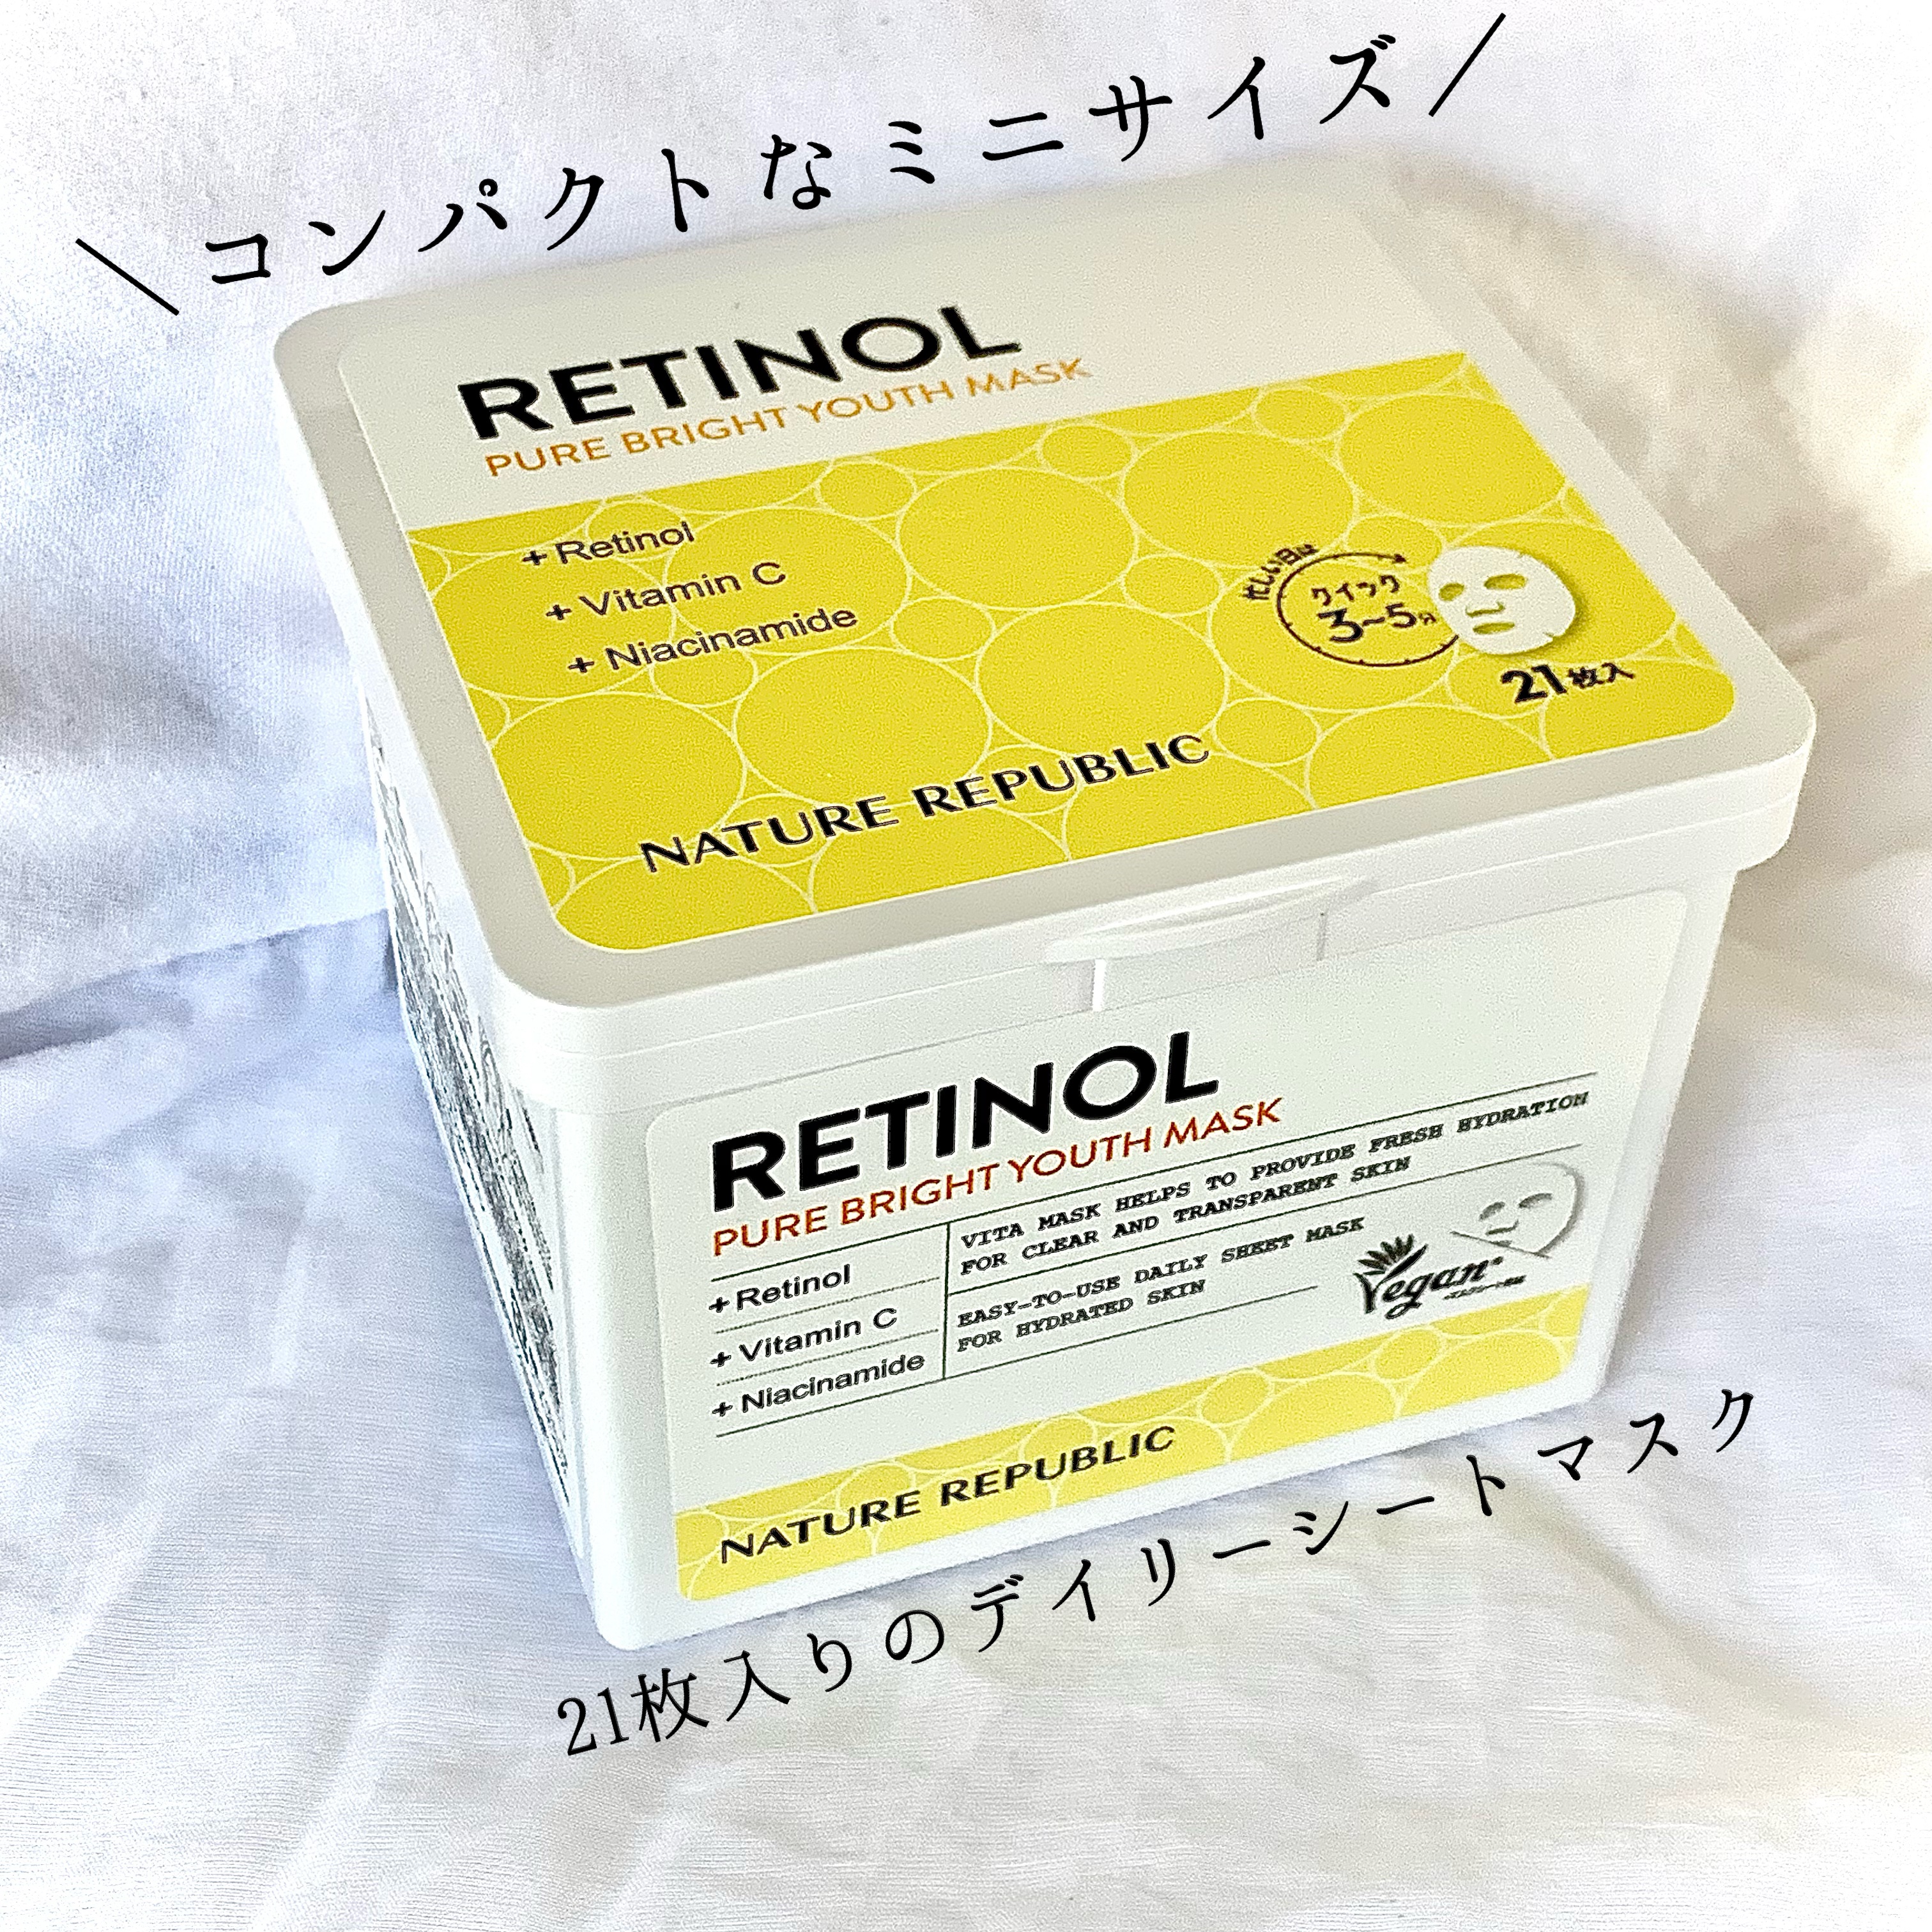 \コンパクトなミニサイズ/
RETINOL
PURE BRIGHT YOUTH MASK
+ Retinol
+ Vitamin C
+ Niacinamide
忙しい日は
クイック
3~5分
21枚入
NATURE REPUBLIC
RETINOL
PURE BRIGHT YOUTH MASK
+ Retinol
+ Vitamin C
+ Niacinamide
VITA MASK HELPS TO PROVIDE FRESH HYDRATION
FOR CLEAR AND TRANSPARENT SKIN
EASY-TO-USE DAILY SHEET MASK
FOR HYDRATED SKIN
Vegan*
NATURE REPUBLIC
21枚入りのデイリーシートマスク